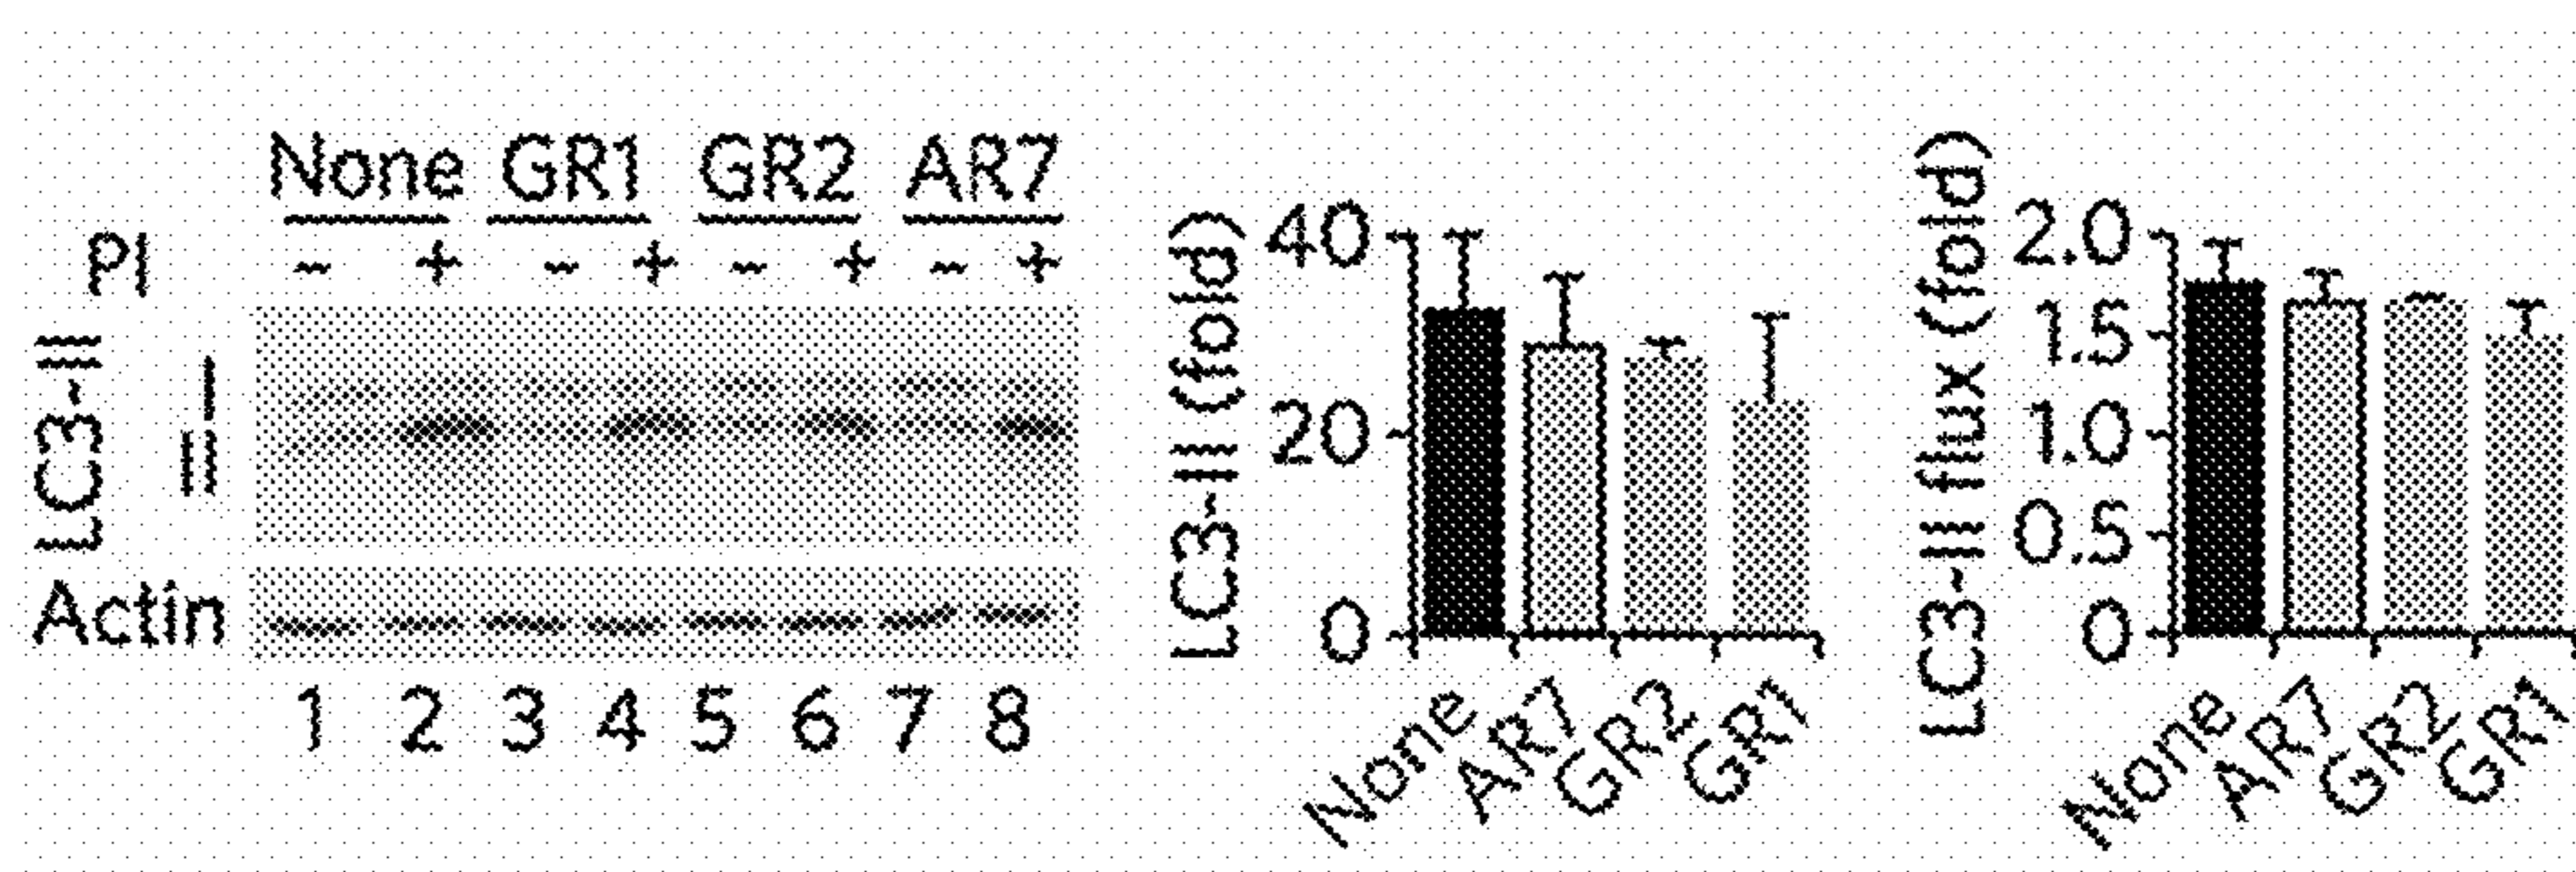 None GR1 GR2 AR7
PI - + - + - + - +
LC3-II
I
II
Actin
1 2 3 4 5 6 7 8
LC3-II (fold)
40
20
0
None AR7 GR2 GR1
LC3-II flux (fold)
2.0
1.5
1.0
0.5
0
None AR7 GR2 GR1